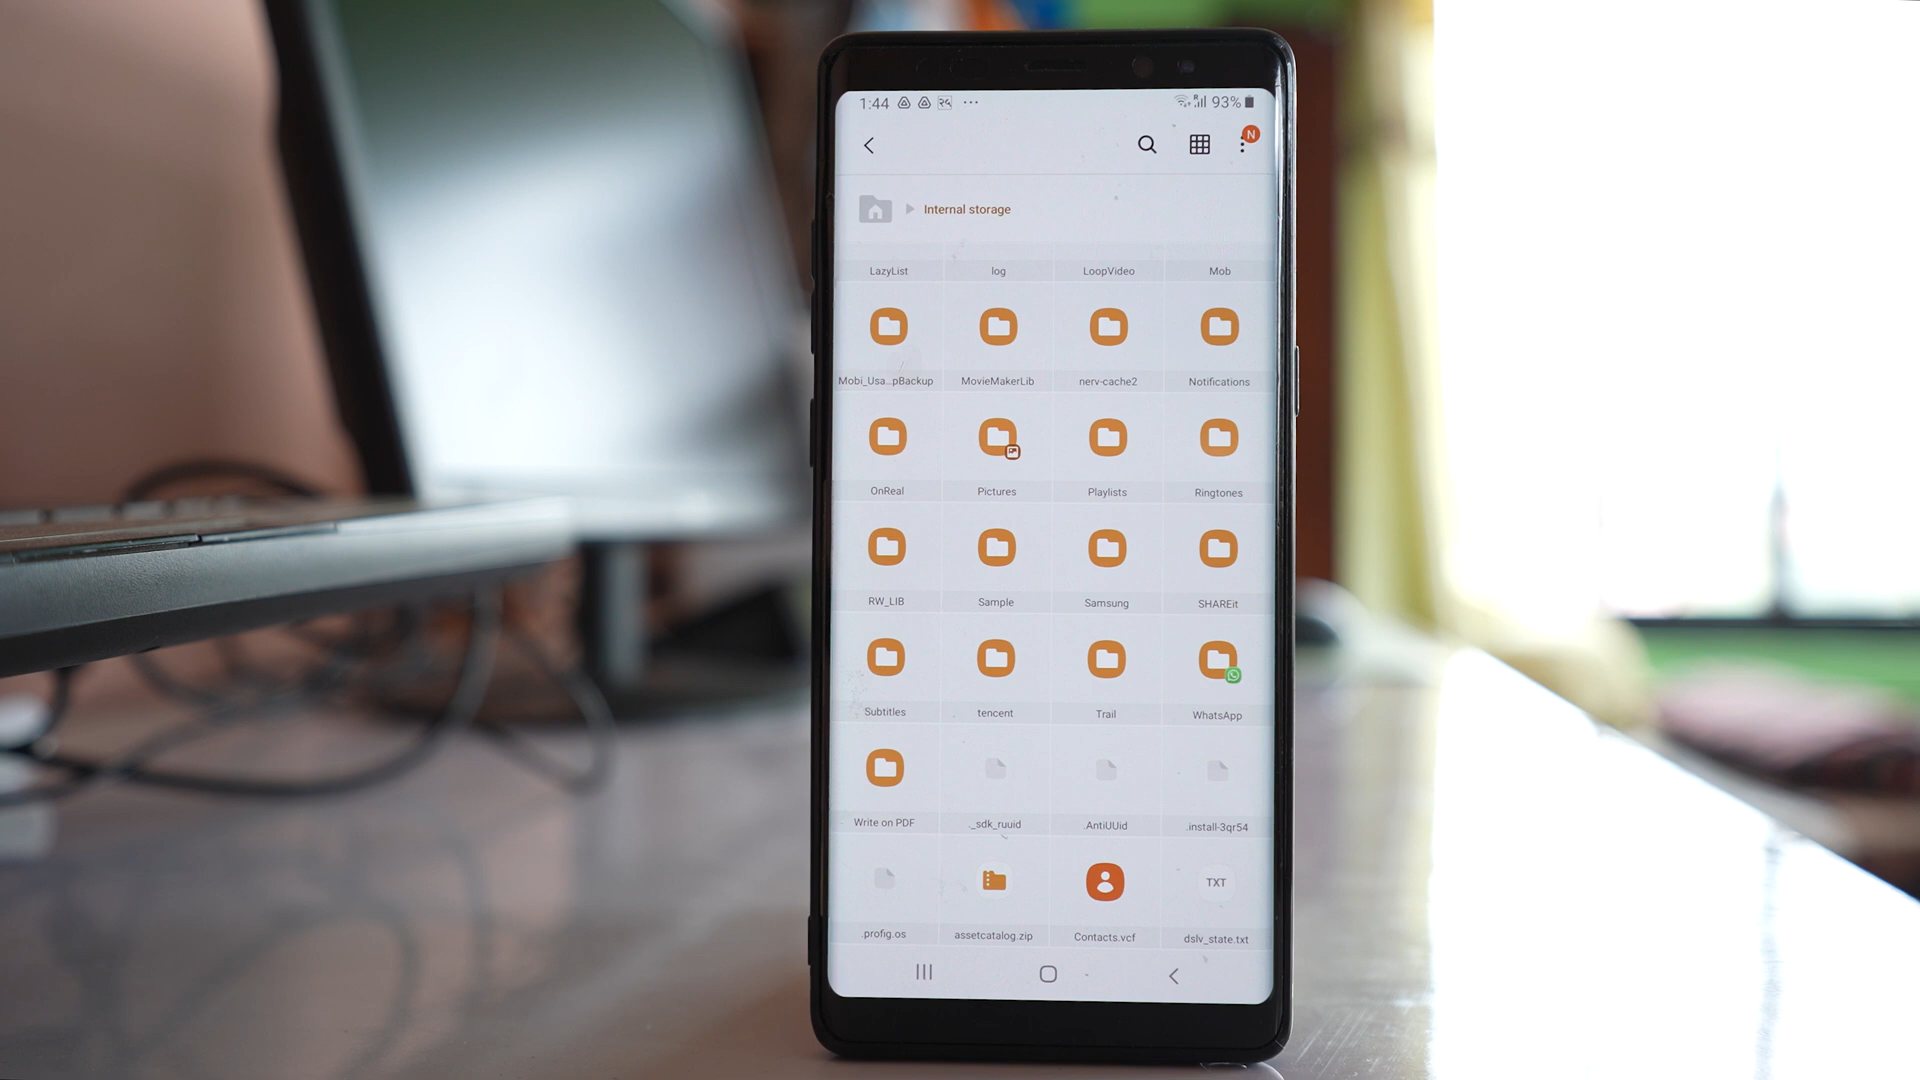 1:44 २५ ... R 93%
N
Internal storage
LazyList log LoopVideo Mob
Mobi_Usa...pBackup MovieMakerLib nerv-cache2 Notifications
OnReal Pictures Playlists Ringtones
RW_LIB Sample Samsung SHAREit
Subtitles tencent Trail WhatsApp
Write on PDF ._sdk_ruuid .AntiUUid .install-3qr54
TXT
.profig.os assetcatalog.zip Contacts.vcf dslv_state.txt